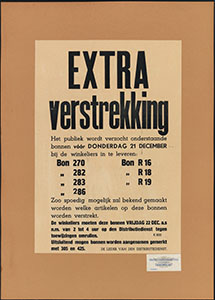 EXTRA
verstrekking
Het publiek wordt verzocht onderstaande
bonnen vóór DONDERDAG 21 DECEMBER
bij de winkeliers in te leveren:
Bon 270 Bon R 16
„ 282 „ R 18
„ 283 „ R 19
„ 286
Zoo spoedig mogelijk zal bekend gemaakt
worden welke artikelen op deze bonnen
worden verstrekt.
De winkeliers moeten deze bonnen VRIJDAG 22 DEC. a.s
n.m. van 2 tot 4 uur op den Distributiedienst tegen
toewijzingen omruilen.
Uitsluitend mogen bonnen worden aangenomen gemerkt
met 305 en 425. DE LEIDER VAN DEN DISTRIBUTIEDIENST